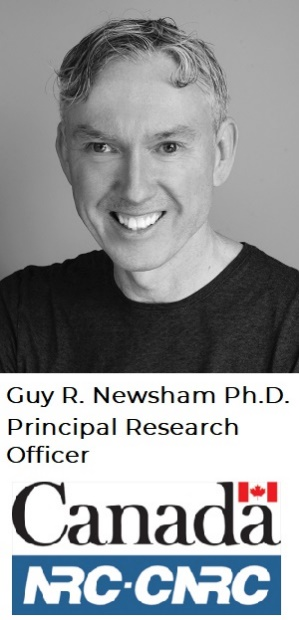 Guy R. Newsham Ph.D.
Principal Research
Officer
Canada
NRC·CNRC